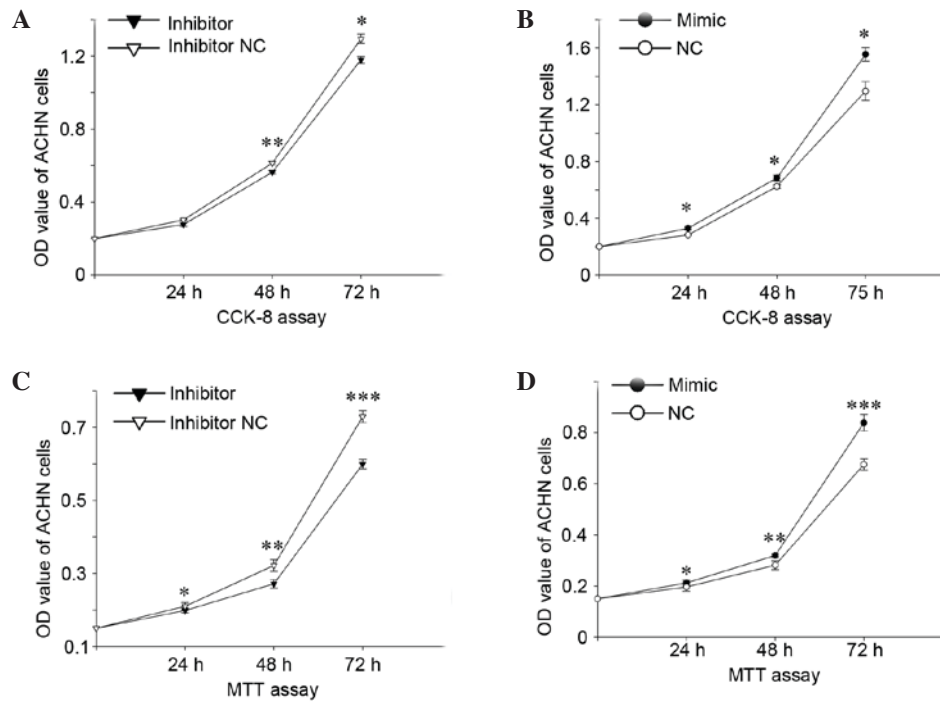 A
Inhibitor
Inhibitor NC
*
**
1.2
0.8
0.4
0
OD value of ACHN cells
24 h 48 h 72 h
CCK-8 assay
B
Mimic
NC
*
*
*
1.6
1.2
0.8
0.4
0
OD value of ACHN cells
24 h 48 h 75 h
CCK-8 assay
C
Inhibitor
Inhibitor NC
***
**
*
0.7
0.5
0.3
0.1
OD value of ACHN cells
24 h 48 h 72 h
MTT assay
D
Mimic
NC
***
**
*
0.8
0.6
0.4
0.2
0
OD value of ACHN cells
24 h 48 h 72 h
MTT assay